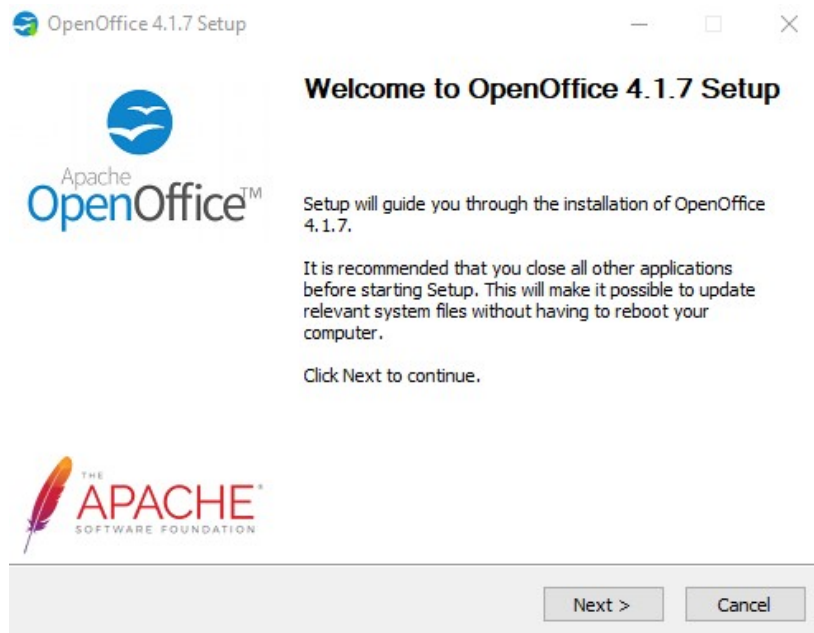 OpenOffice 4.1.7 Setup
Welcome to OpenOffice 4.1.7 Setup
Apache
OpenOffice™
Setup will guide you through the installation of OpenOffice
4.1.7.
It is recommended that you close all other applications
before starting Setup. This will make it possible to update
relevant system files without having to reboot your
computer.
Click Next to continue.
THE
APACHE®
SOFTWARE FOUNDATION
Next >
Cancel